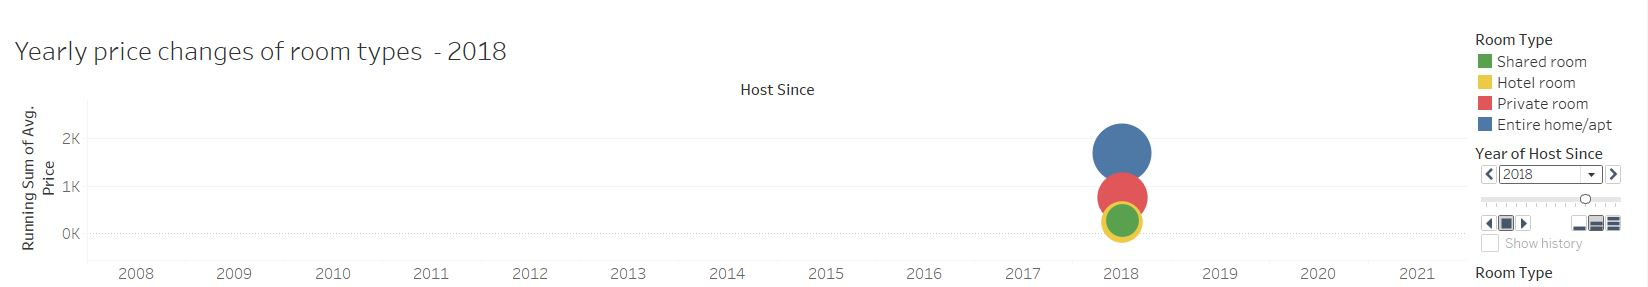 Yearly price changes of room types - 2018
Host Since
Running Sum of Avg.
Price
2K
1K
0K
2008 2009 2010 2011 2012 2013 2014 2015 2016 2017 2018 2019 2020 2021
Room Type
Shared room
Hotel room
Private room
Entire home/apt
Year of Host Since
2018
Show history
Room Type